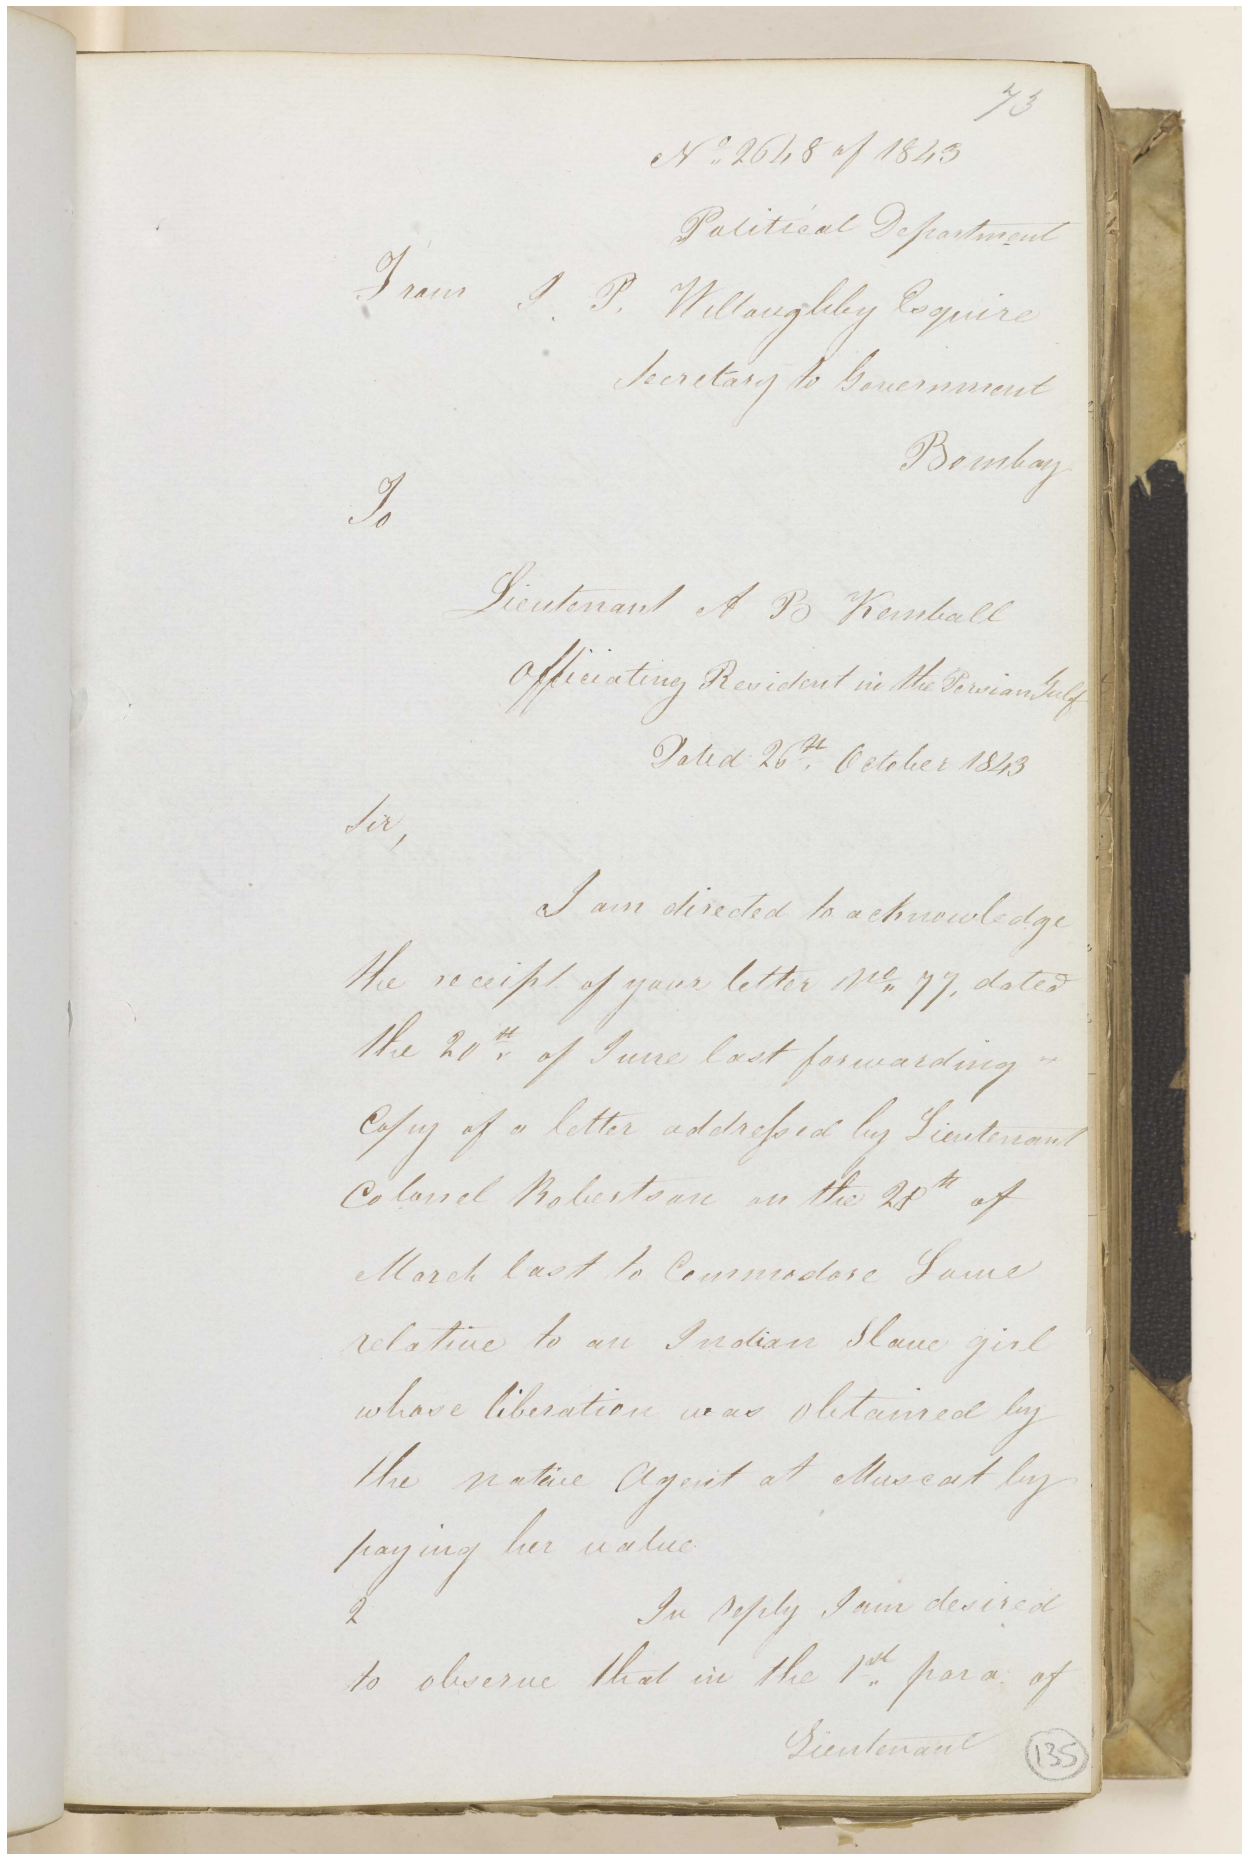 73
No. 2648 of 1843
Political Department
From J. P. Willoughby Esquire
Secretary to Government
Bombay
To
Lieutenant A B Kemball
Officiating Resident in the Persian Gulf
Dated 26th. October 1843
Sir,
I am directed to acknowledge
the receipt of your letter No. 77, dated
the 20th. of June last forwarding
Copy of a letter addressed by Lieutenant
Colonel Robertson on the th of
March last to Commodore Lowe
relative to an Indian Slave girl
whose liberation was obtained by
the native Agent at Muscat by
paying her value
2 In reply I am desired
to observe that in the 1st. para. of
Lieutenant
135